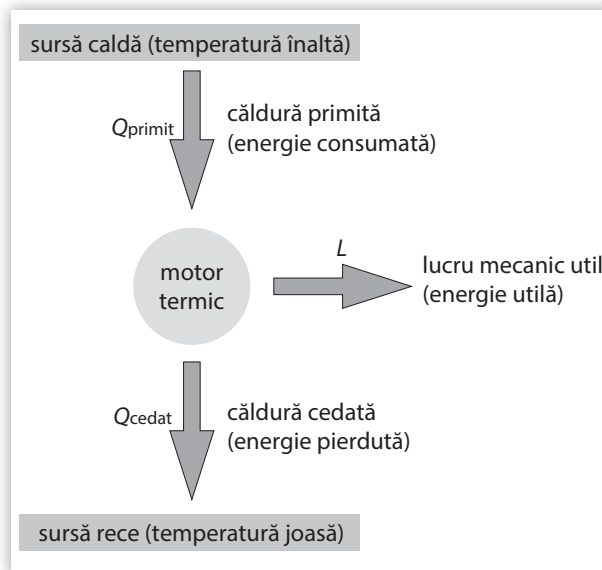 sursă caldă (temperatură înaltă)
Qprimit
căldură primită
(energie consumată)
motor
termic
L
lucru mecanic util
(energie utilă)
Qcedat
căldură cedată
(energie pierdută)
sursă rece (temperatură joasă)